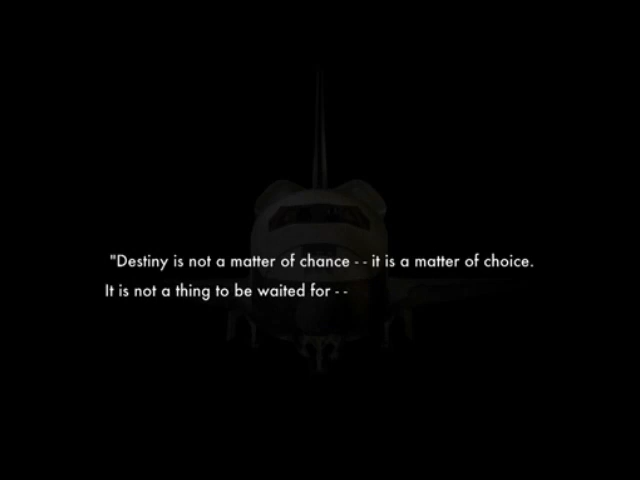 "Destiny is not a matter of chance - - it is a matter of choice.
It is not a thing to be waited for - -